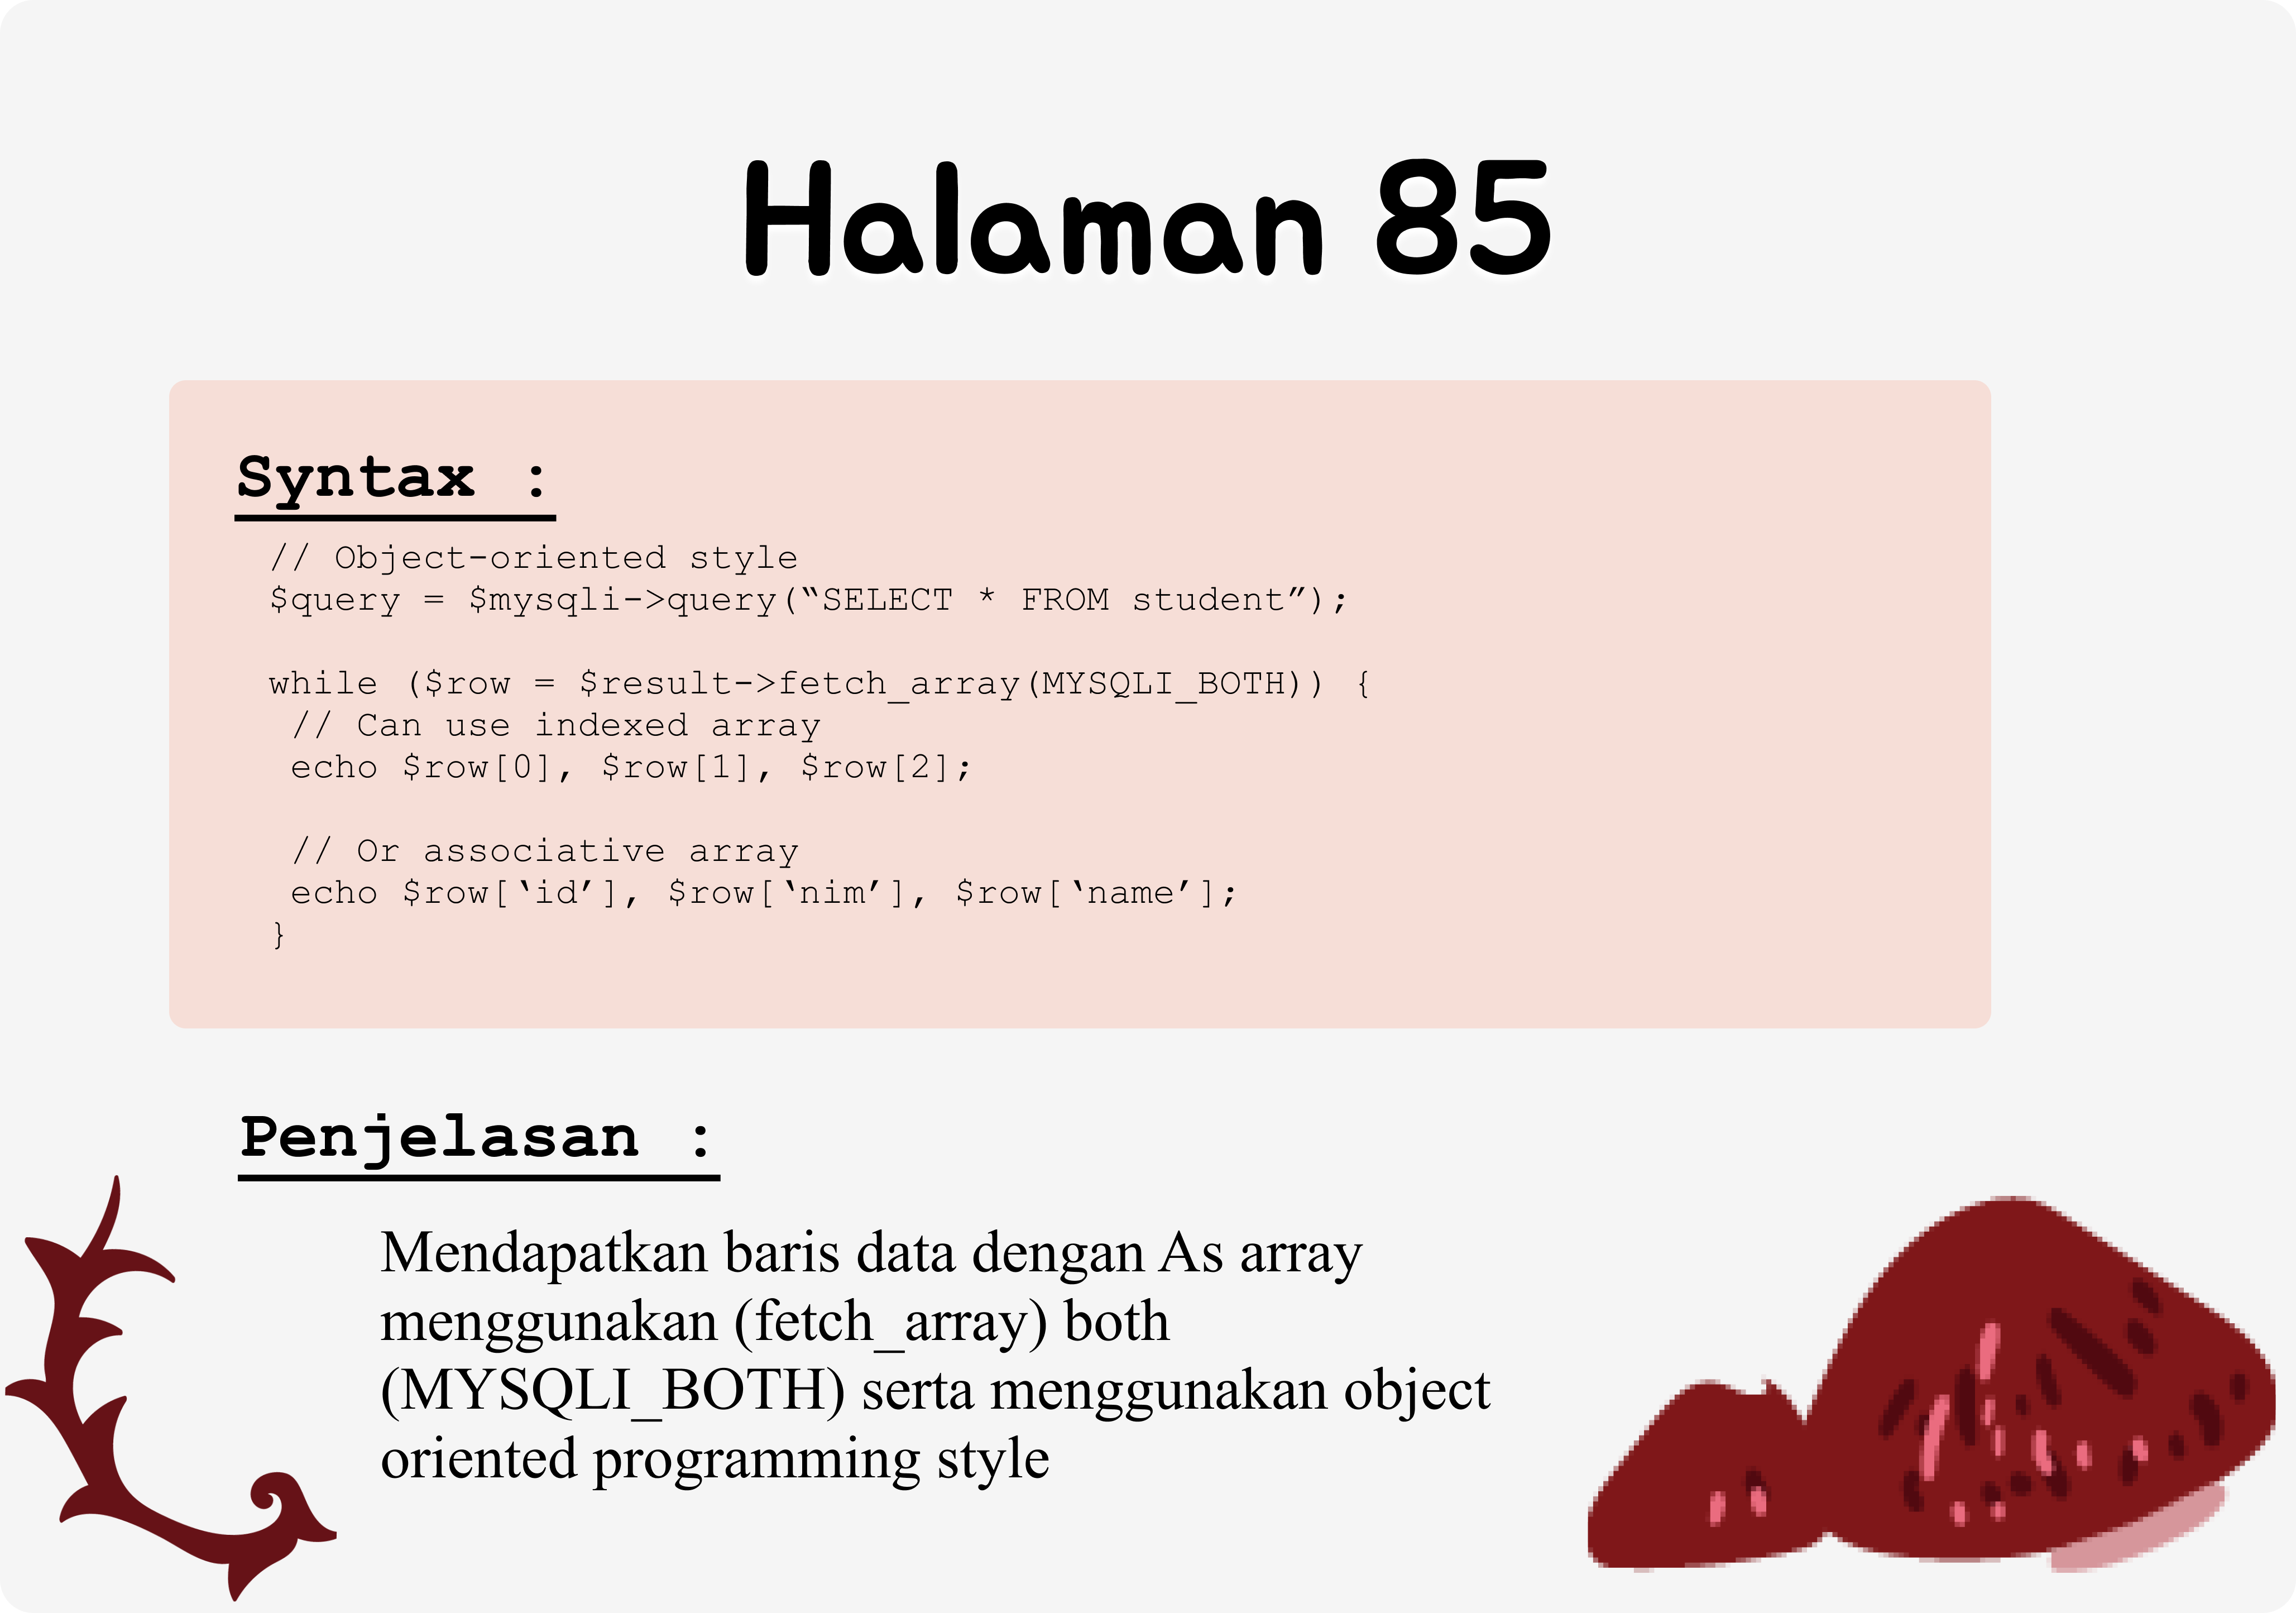 Halaman 85
Syntax :
// Object-oriented style
$query = $mysqli->query(“SELECT * FROM student”);
while ($row = $result->fetch_array(MYSQLI_BOTH)) {
// Can use indexed array
echo $row[0], $row[1], $row[2];
// Or associative array
echo $row[‘id’], $row[‘nim’], $row[‘name’];
}
Penjelasan :
Mendapatkan baris data dengan As array
menggunakan (fetch_array) both
(MYSQLI_BOTH) serta menggunakan object
oriented programming style